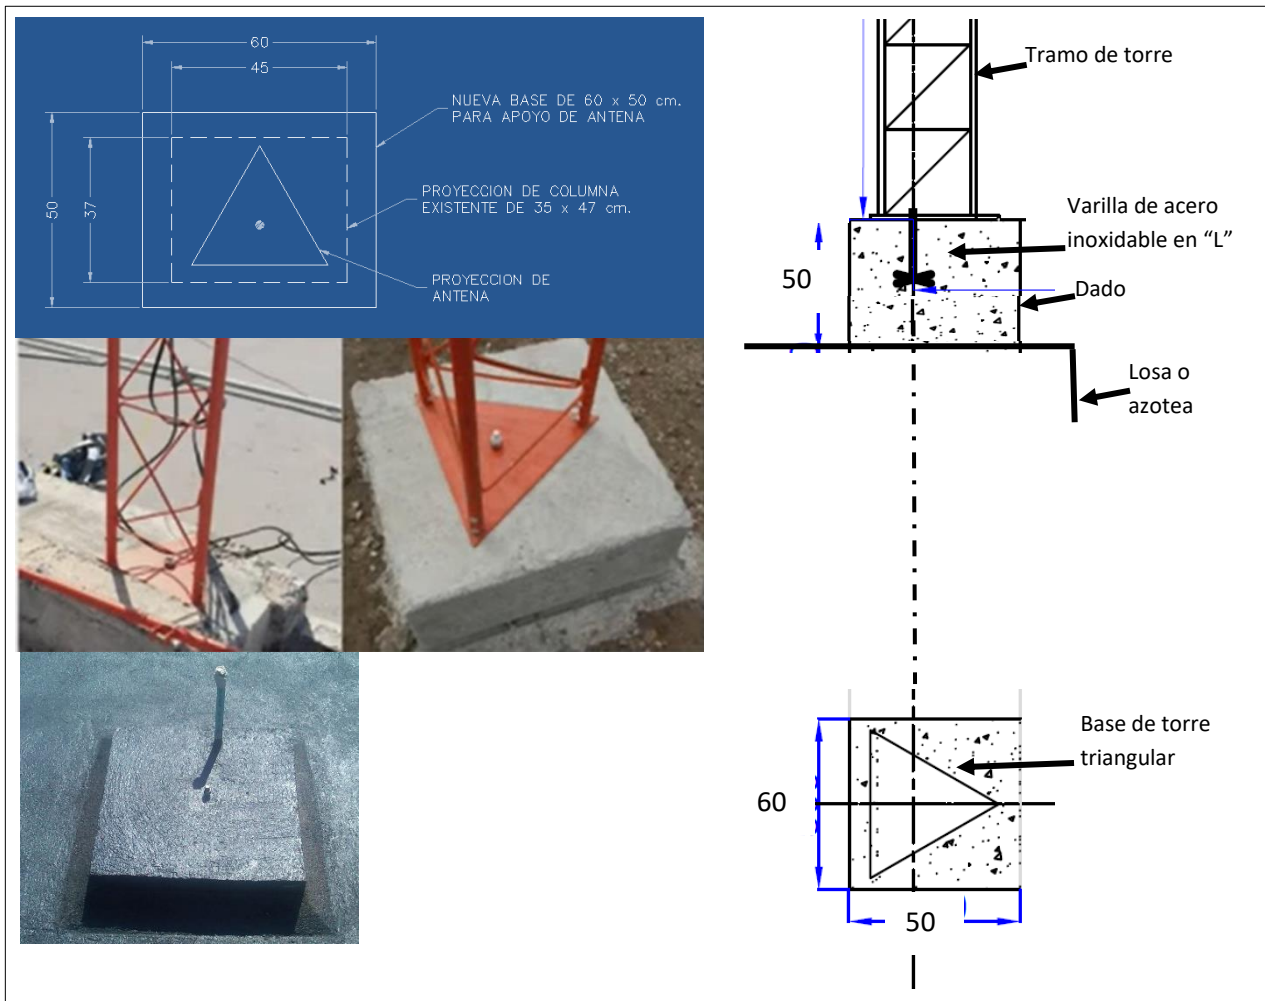 60
45
NUEVA BASE DE 60 x 50 cm.
PARA APOYO DE ANTENA
50
37
PROYECCION DE COLUMNA
EXISTENTE DE 35 x 47 cm.
PROYECCION DE
ANTENA
Tramo de torre
Varilla de acero
inoxidable en “L”
50
Dado
Losa o
azotea
Base de torre
triangular
60
50